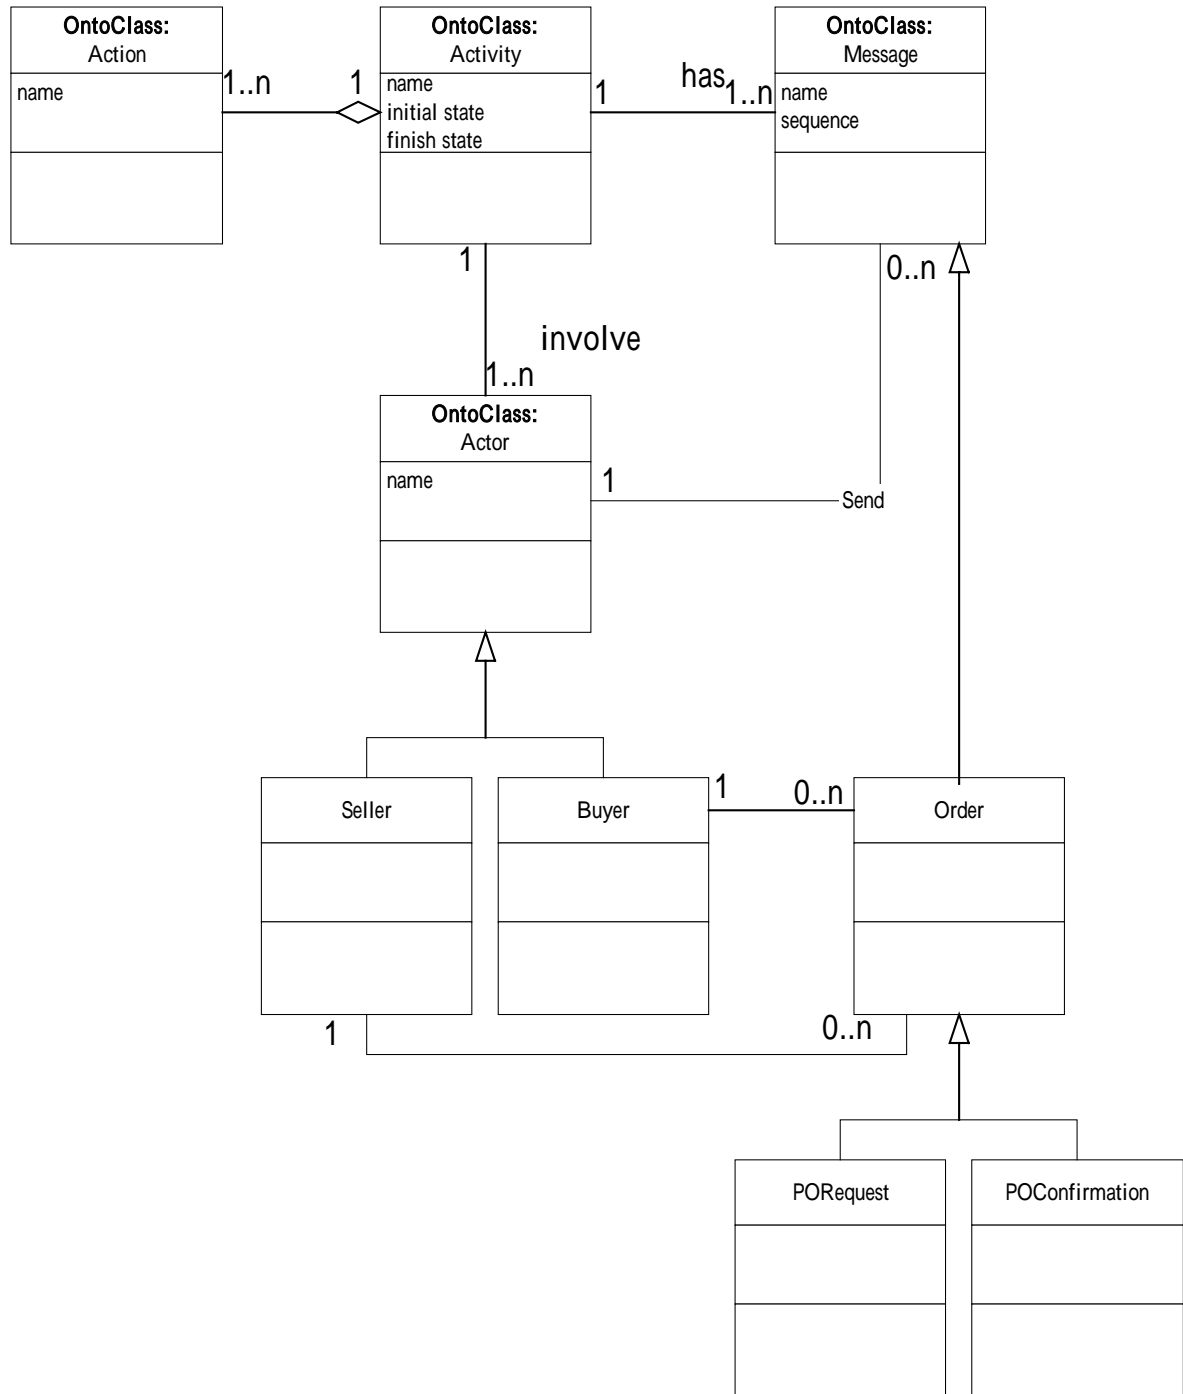 OntoClass:
Action
name
1..n
1
OntoClass:
Activity
name
initial state
finish state
1
has
1..n
OntoClass:
Message
name
sequence
1
involve
1..n
0..n
OntoClass:
Actor
name
1
Send
Seller
Buyer
1
0..n
Order
1
0..n
PORequest
POConfirmation